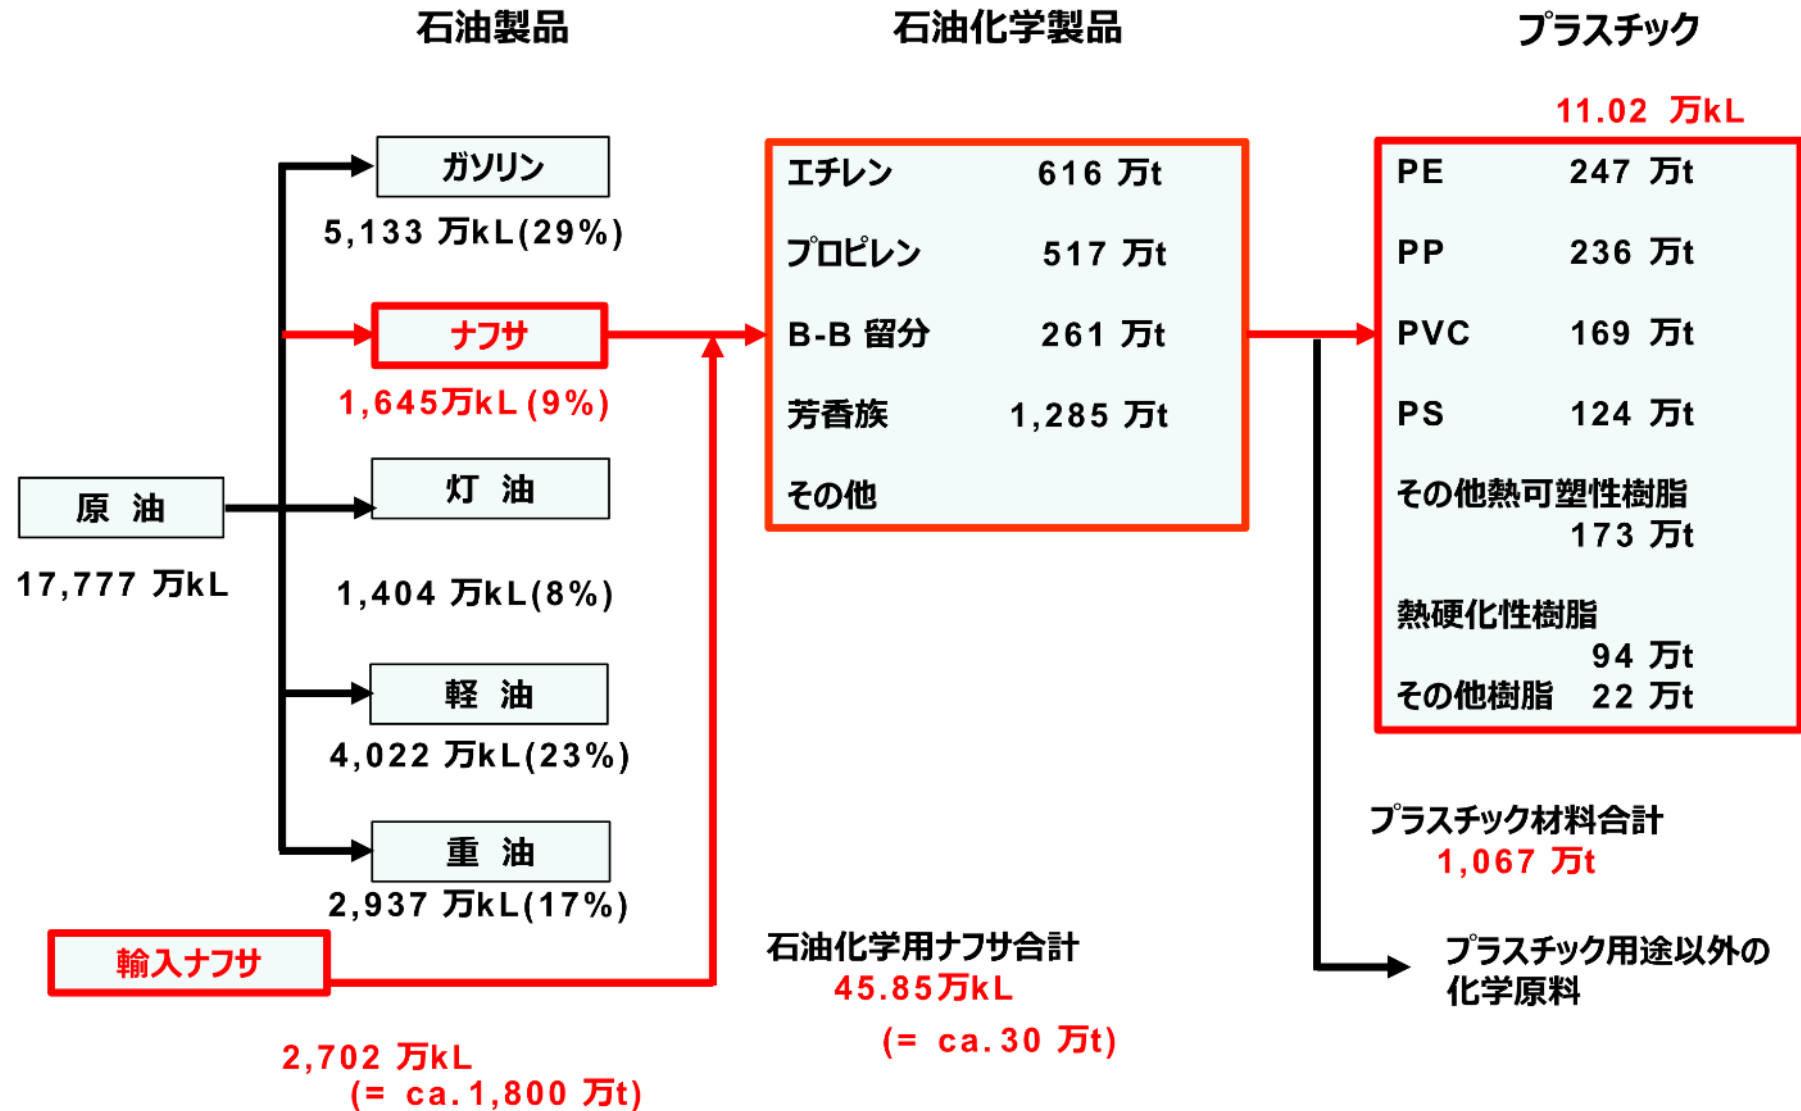 石油製品
石油化学製品
プラスチック
11.02 万kL
ガソリン
5,133 万kL(29%)
ナフサ
1,645万kL(9%)
灯 油
1,404 万kL(8%)
軽 油
4,022 万kL(23%)
重 油
2,937 万kL(17%)
原 油
17,777 万kL
輸入ナフサ
2,702 万kL
(= ca.1,800 万t)
エチレン 616 万t
プロピレン 517 万t
B-B 留分 261 万t
芳香族 1,285 万t
その他
石油化学用ナフサ合計
45.85万kL
(= ca.30 万t)
PE 247 万t
PP 236 万t
PVC 169 万t
PS 124 万t
その他熱可塑性樹脂
173 万t
熱硬化性樹脂
94 万t
その他樹脂 22 万t
プラスチック材料合計
1,067 万t
プラスチック用途以外の
化学原料